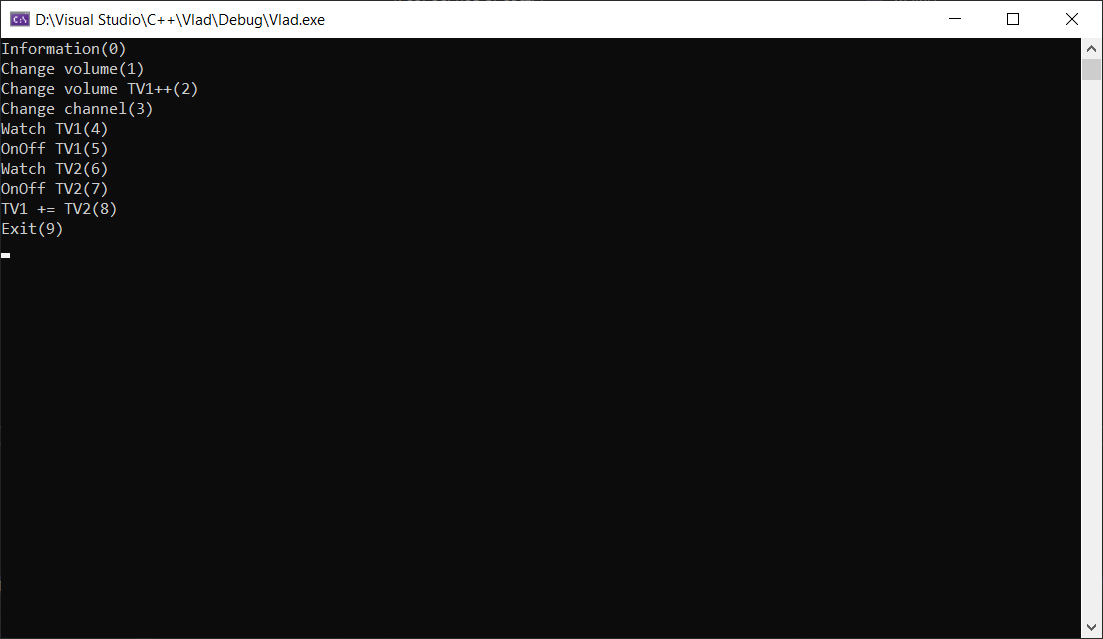 D:\Visual Studio\C++\Vlad\Debug\Vlad.exe
Information(0)
Change volume(1)
Change volume TV1++(2)
Change channel(3)
Watch TV1(4)
OnOff TV1(5)
Watch TV2(6)
OnOff TV2(7)
TV1 += TV2(8)
Exit(9)